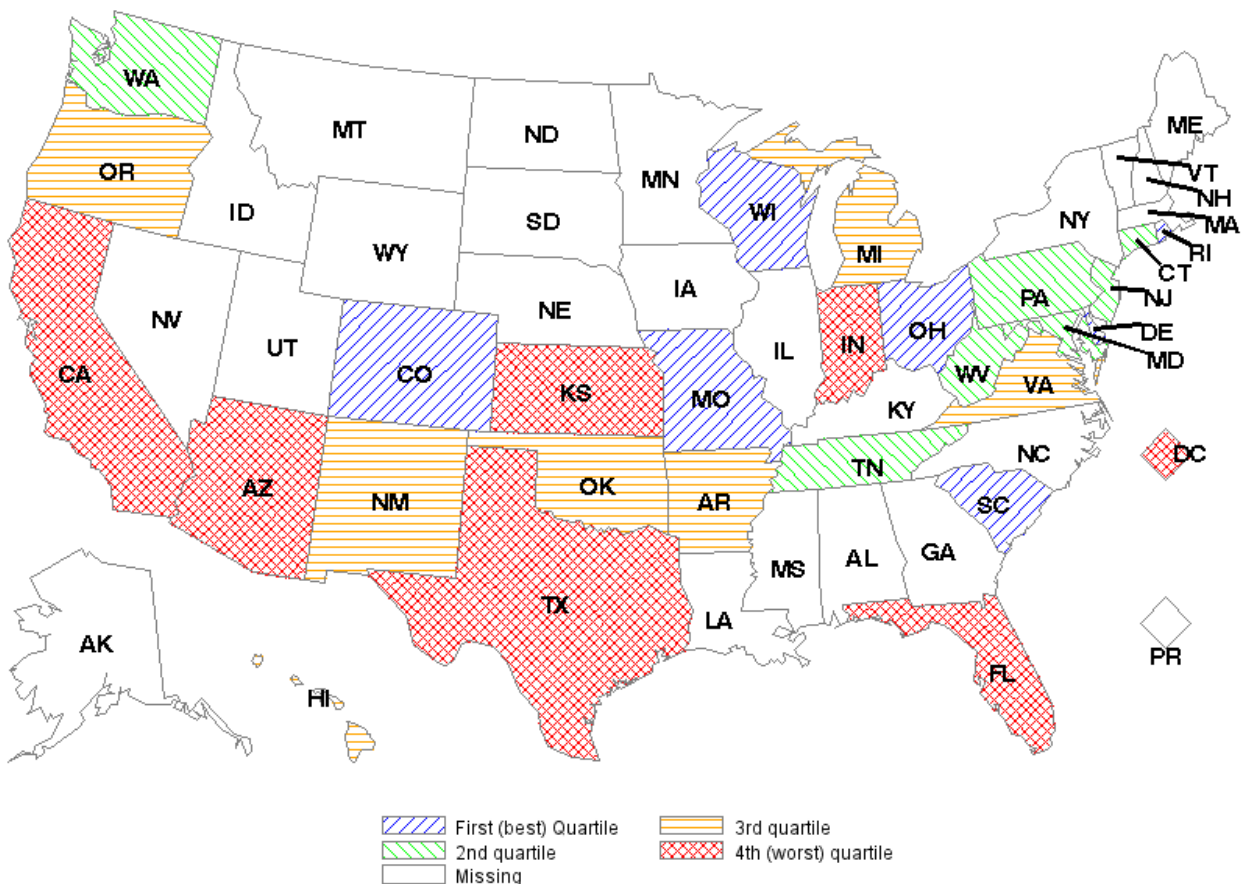 WA
MT
ND
ME
OR
MN
VT
ID
SD
WI
NH
NY
MA
WY
MI
RI
CT
IA
NE
PA
NJ
NV
UT
IL
IN
OH
DE
MD
CA
CO
KS
MO
WV
VA
KY
NC
DC
AZ
NM
OK
AR
TN
SC
MS
AL
GA
TX
LA
AK
PR
HI
FL
First (best) Quartile
3rd quartile
2nd quartile
4th (worst) quartile
Missing